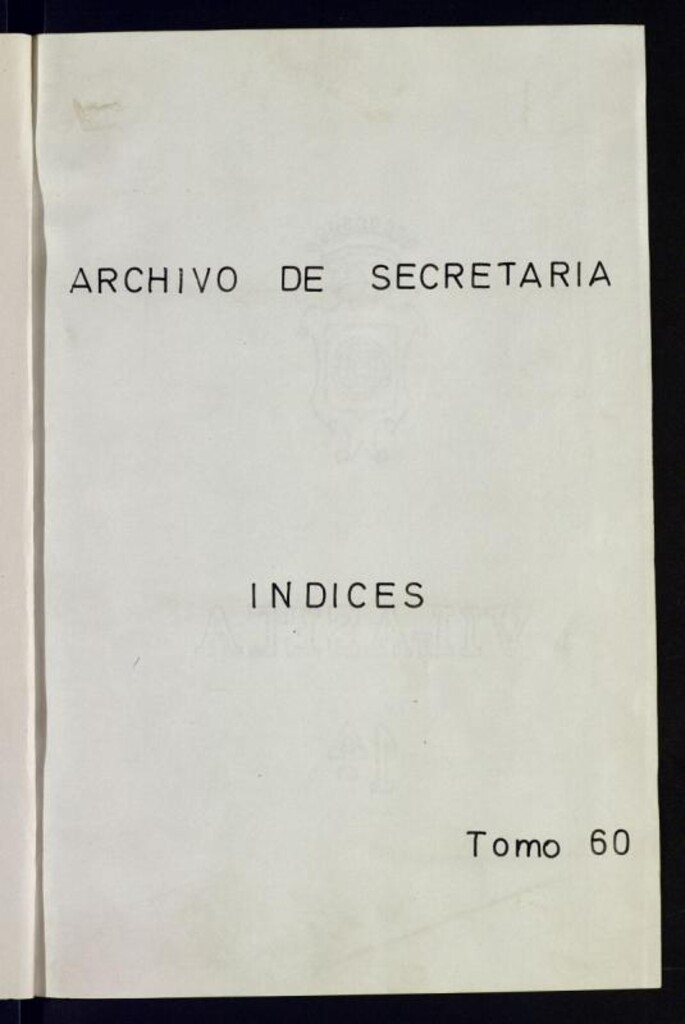 ARCHIVO DE SECRETARIA
INDICES
Tomo 60